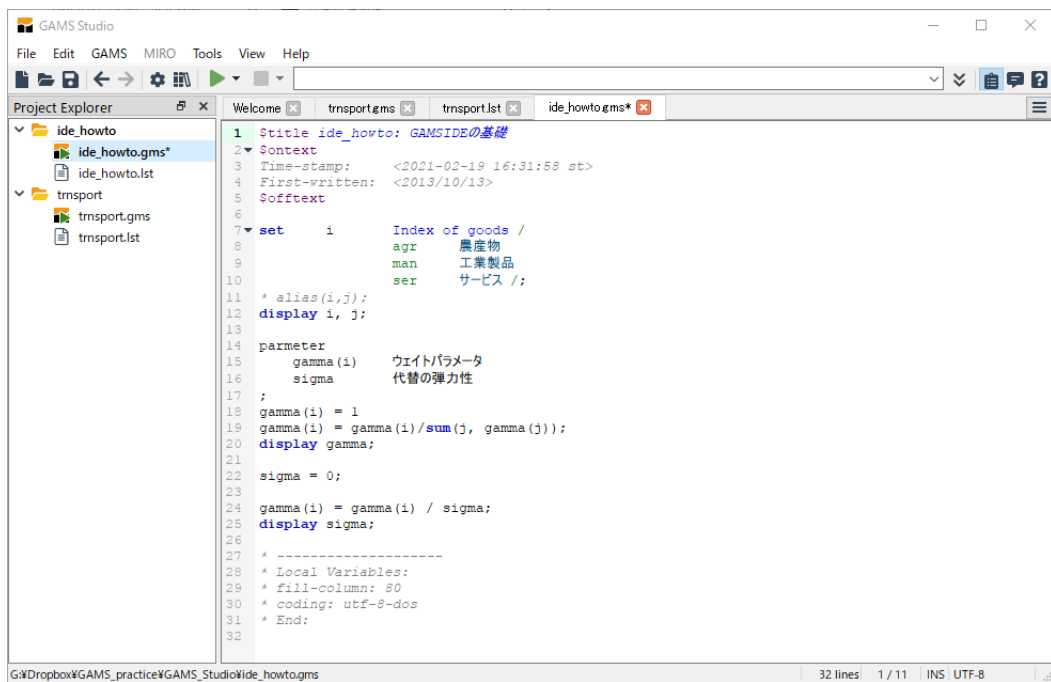 GAMS Studio
File Edit GAMS MIRO Tools View Help
Project Explorer
Welcome trnsport.gms trnsport.lst ide_howto.gms*
ide_howto
ide_howto.gms*
ide_howto.lst
trnsport
trnsport.gms
trnsport.lst
1 $title ide_howto: GAMSIDEの基礎
2 $ontext
3 Time-stamp: <2021-02-19 16:31:58 st>
4 First-written: <2013/10/13>
5 $offtext
6
7 set i Index of goods /
8 agr 農産物
9 man 工業製品
10 ser サービス /;
11 * alias(i,j);
12 display i, j;
13
14 parmeter
15 gamma(i) ウェイトパラメータ
16 sigma 代替の弾力性
17 ;
18 gamma(i) = 1
19 gamma(i) = gamma(i)/sum(j, gamma(j));
20 display gamma;
21
22 sigma = 0;
23
24 gamma(i) = gamma(i) / sigma;
25 display sigma;
26
27 * --------------------
28 * Local Variables:
29 * fill-column: 80
30 * coding: utf-8-dos
31 * End:
32
G:¥Dropbox¥GAMS_practice¥GAMS_Studio¥ide_howto.gms 32 lines 1 / 11 INS UTF-8